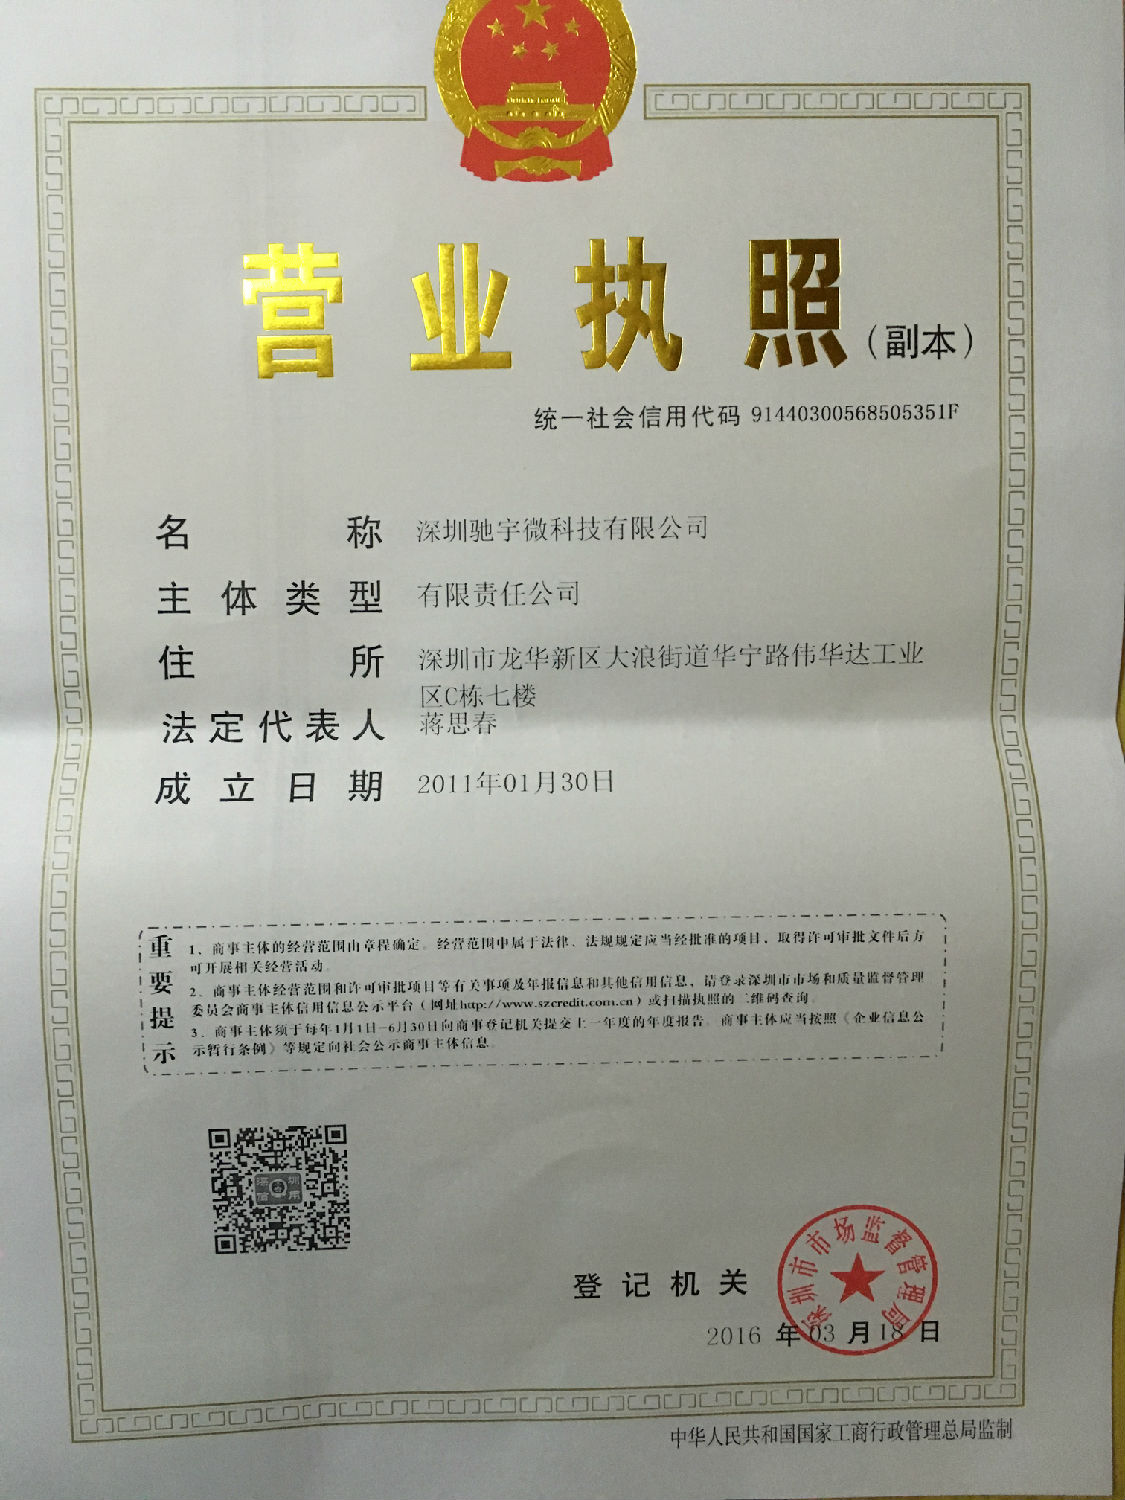 营业执照（副本）
统一社会信用代码 91440300568505351F
名称 深圳驰宇微科技有限公司
主体类型 有限责任公司
住所 深圳市龙华新区大浪街道华宁路伟华达工业
区C栋七楼
法定代表人 蒋思春
成立日期 2011年01月30日
重要提示
1、商事主体的经营范围由章程确定。经营范围中属于法律、法规规定应当经批准的项目，取得许可审批文件后方
可开展相关经营活动。
2、商事主体经营范围和许可审批项目等有关事项及年报信息和其他信用信息，请登录深圳市市场和质量监督管理
委员会商事主体信用信息公示平台（网址http://www.szcredit.com.cn）或扫描执照的二维码查询。
3、商事主体须于每年1月1日-6月30日向商事登记机关提交上一年度的年度报告。商事主体应当按照《企业信息公
示暂行条例》等规定向社会公示商事主体信息。
深圳
信用
登记机关
深圳市市场监督管理局
2016 年 03 月 18 日
中华人民共和国国家工商行政管理总局监制